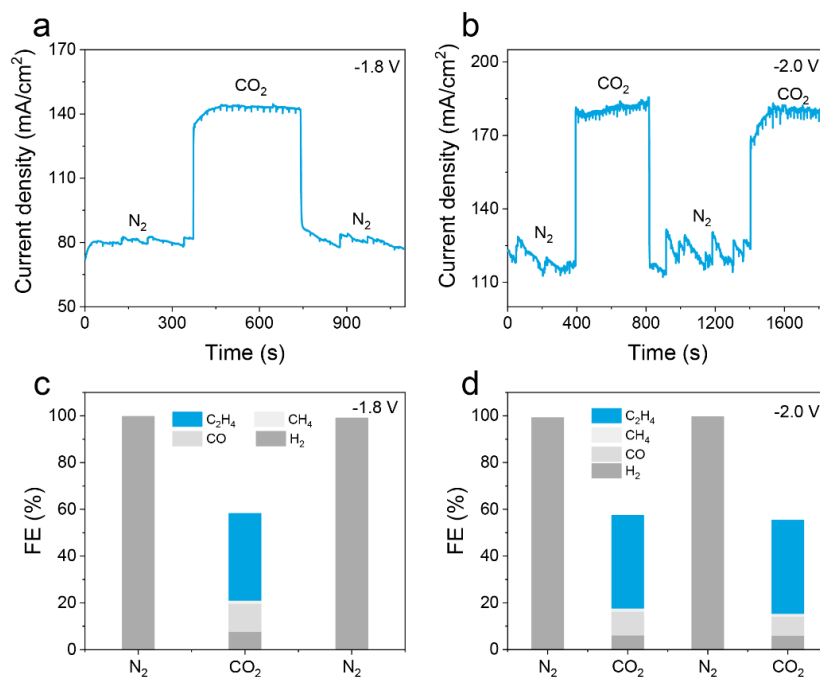 a
170
140
110
80
50
Current density (mA/cm²)
-1.8 V
CO₂
N₂
N₂
0
300
600
900
Time (s)
b
200
170
140
110
Current density (mA/cm²)
-2.0 V
CO₂
CO₂
N₂
N₂
0
400
800
1200
1600
Time (s)
c
100
80
60
40
20
0
FE (%)
-1.8 V
C₂H₄ CH₄
CO H₂
N₂ CO₂ N₂
d
100
80
60
40
20
0
FE (%)
-2.0 V
C₂H₄
CH₄
CO
H₂
N₂ CO₂ N₂ CO₂